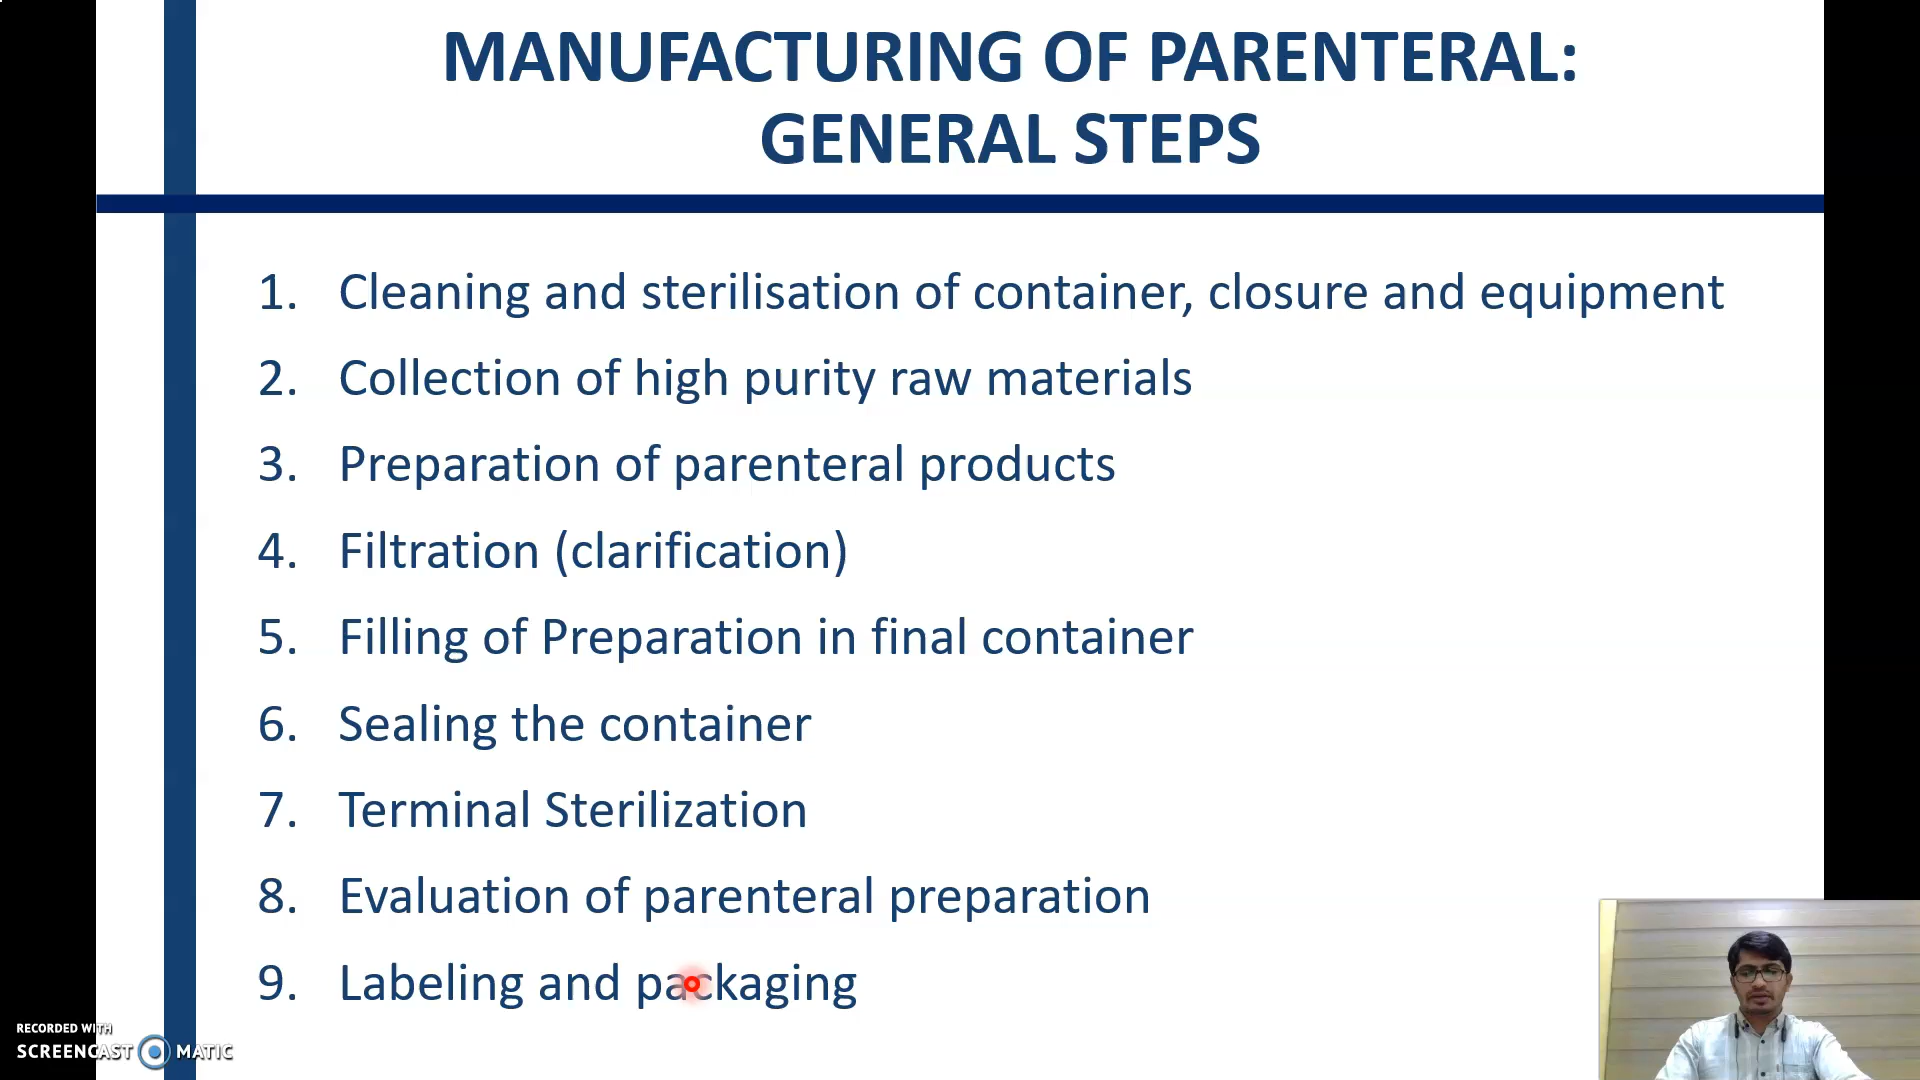 MANUFACTURING OF PARENTERAL:
GENERAL STEPS
1. Cleaning and sterilisation of container, closure and equipment
2. Collection of high purity raw materials
3. Preparation of parenteral products
4. Filtration (clarification)
5. Filling of Preparation in final container
6. Sealing the container
7. Terminal Sterilization
8. Evaluation of parenteral preparation
9. Labeling and packaging
RECORDED WITH
SCREENCAST MATIC